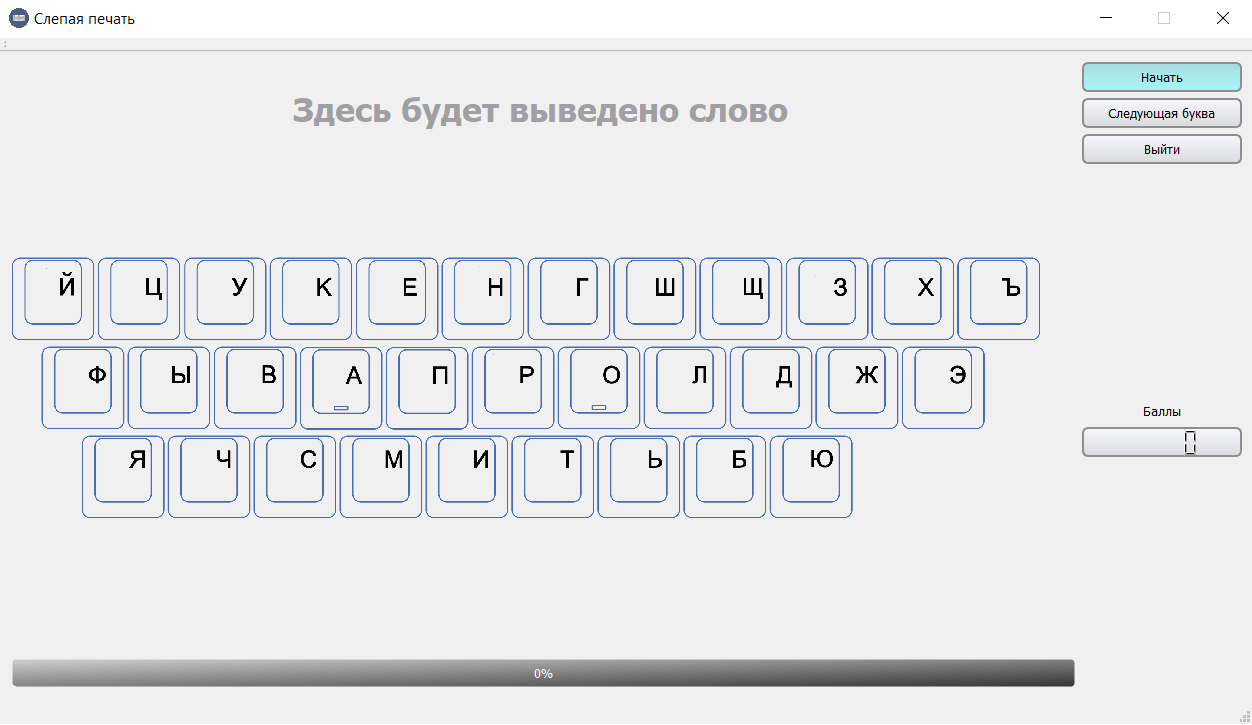 Слепая печать
Здесь будет выведено слово
Начать
Следующая буква
Выйти
Й Ц У К Е Н Г Ш Щ З Х Ъ
Ф Ы В А П Р О Л Д Ж Э
Баллы
0
Я Ч С М И Т Ь Б Ю
0%